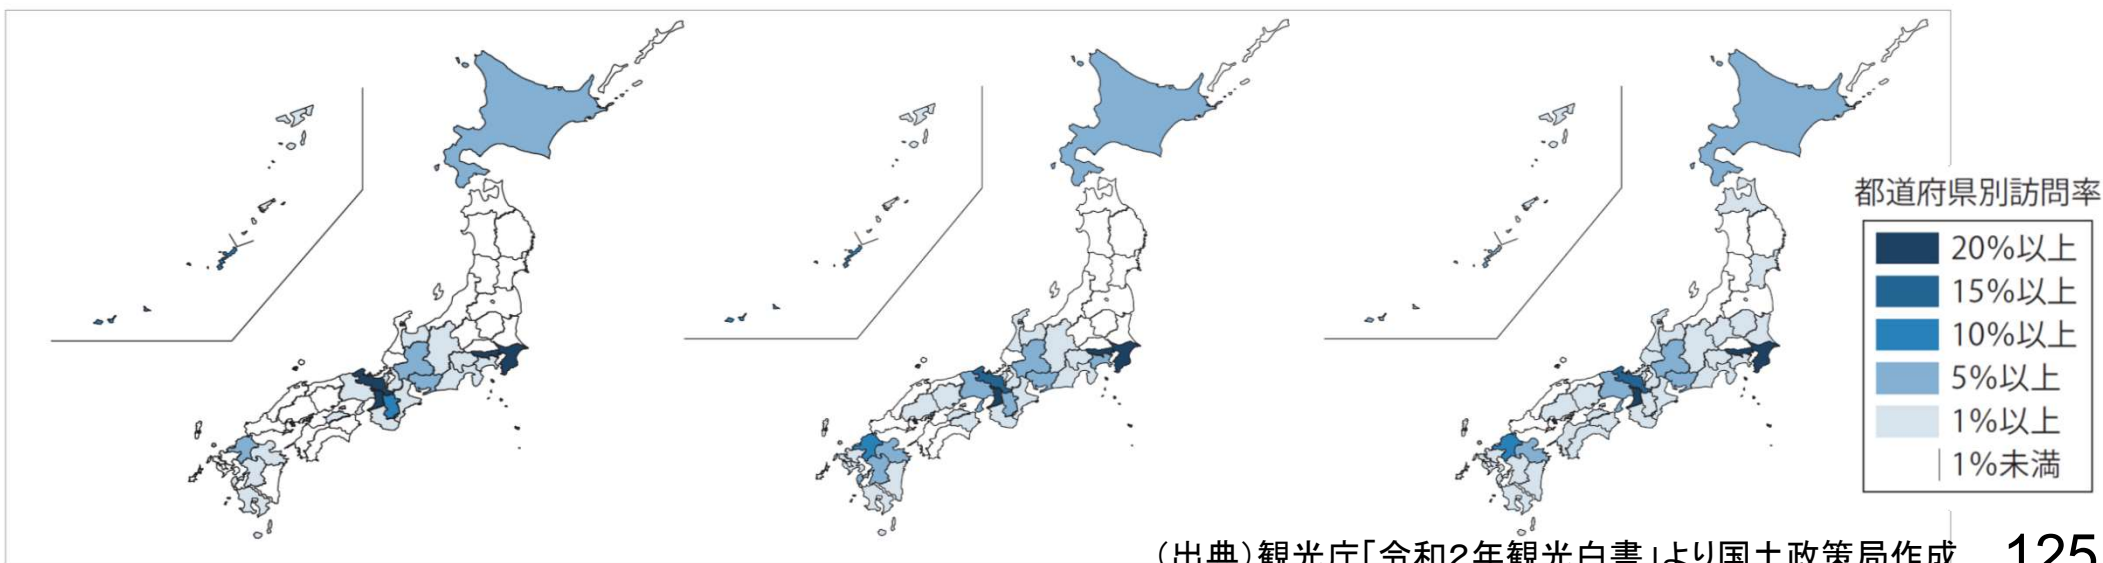 都道府県別訪問率
20%以上
15%以上
10%以上
5%以上
1%以上
1%未満
(出典)観光庁「令和2年観光白書」より国土政策局作成
125